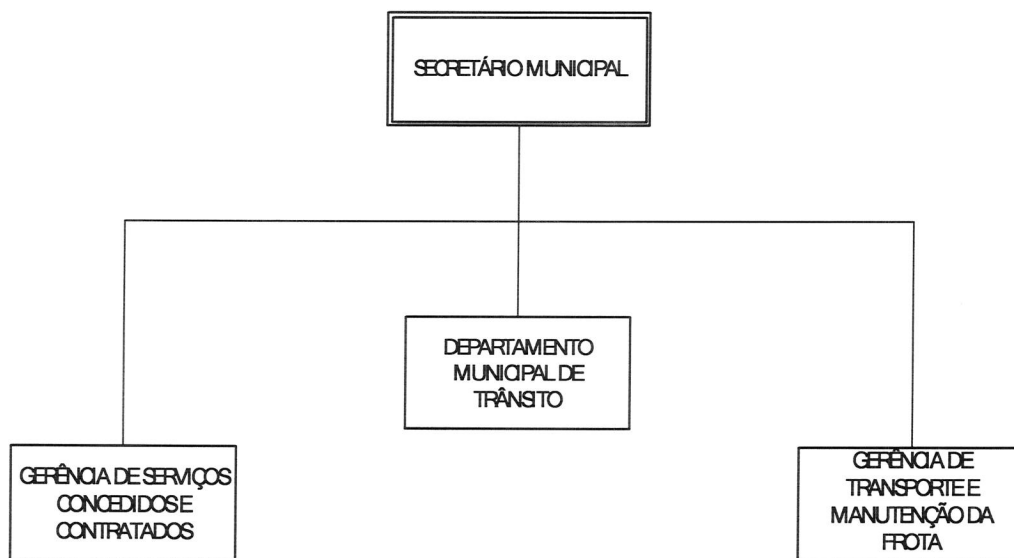 SECRETÁRIO MUNICIPAL
DEPARTAMENTO
MUNICIPAL DE
TRÂNSITO
GERÊNCIA DE SERVIÇOS
CONCEDIDOS E
CONTRATADOS
GERÊNCIA DE
TRANSPORTE E
MANUTENÇÃO DA
FROTA